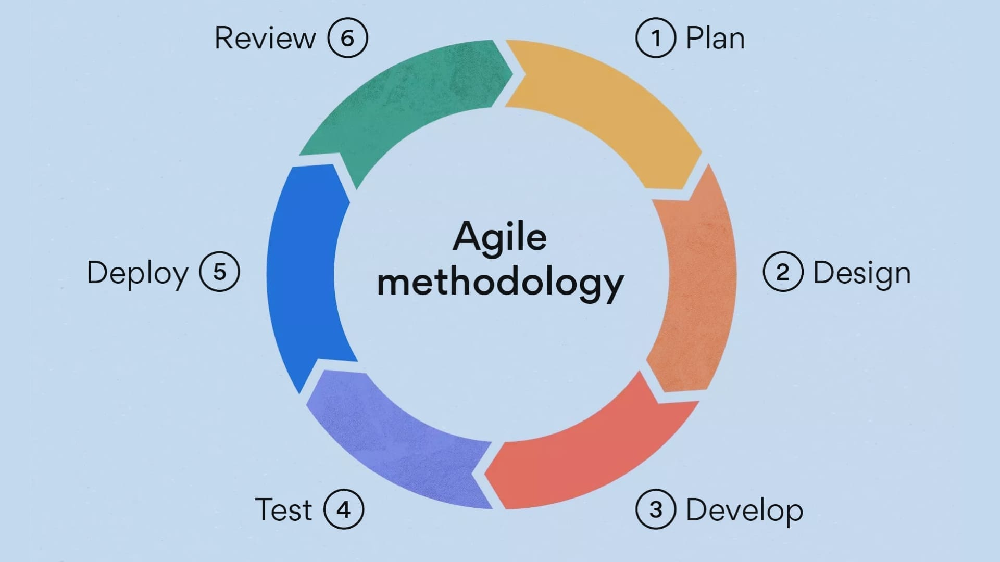 Review 6
1 Plan
Agile
methodology
Deploy 5
2 Design
Test 4
3 Develop